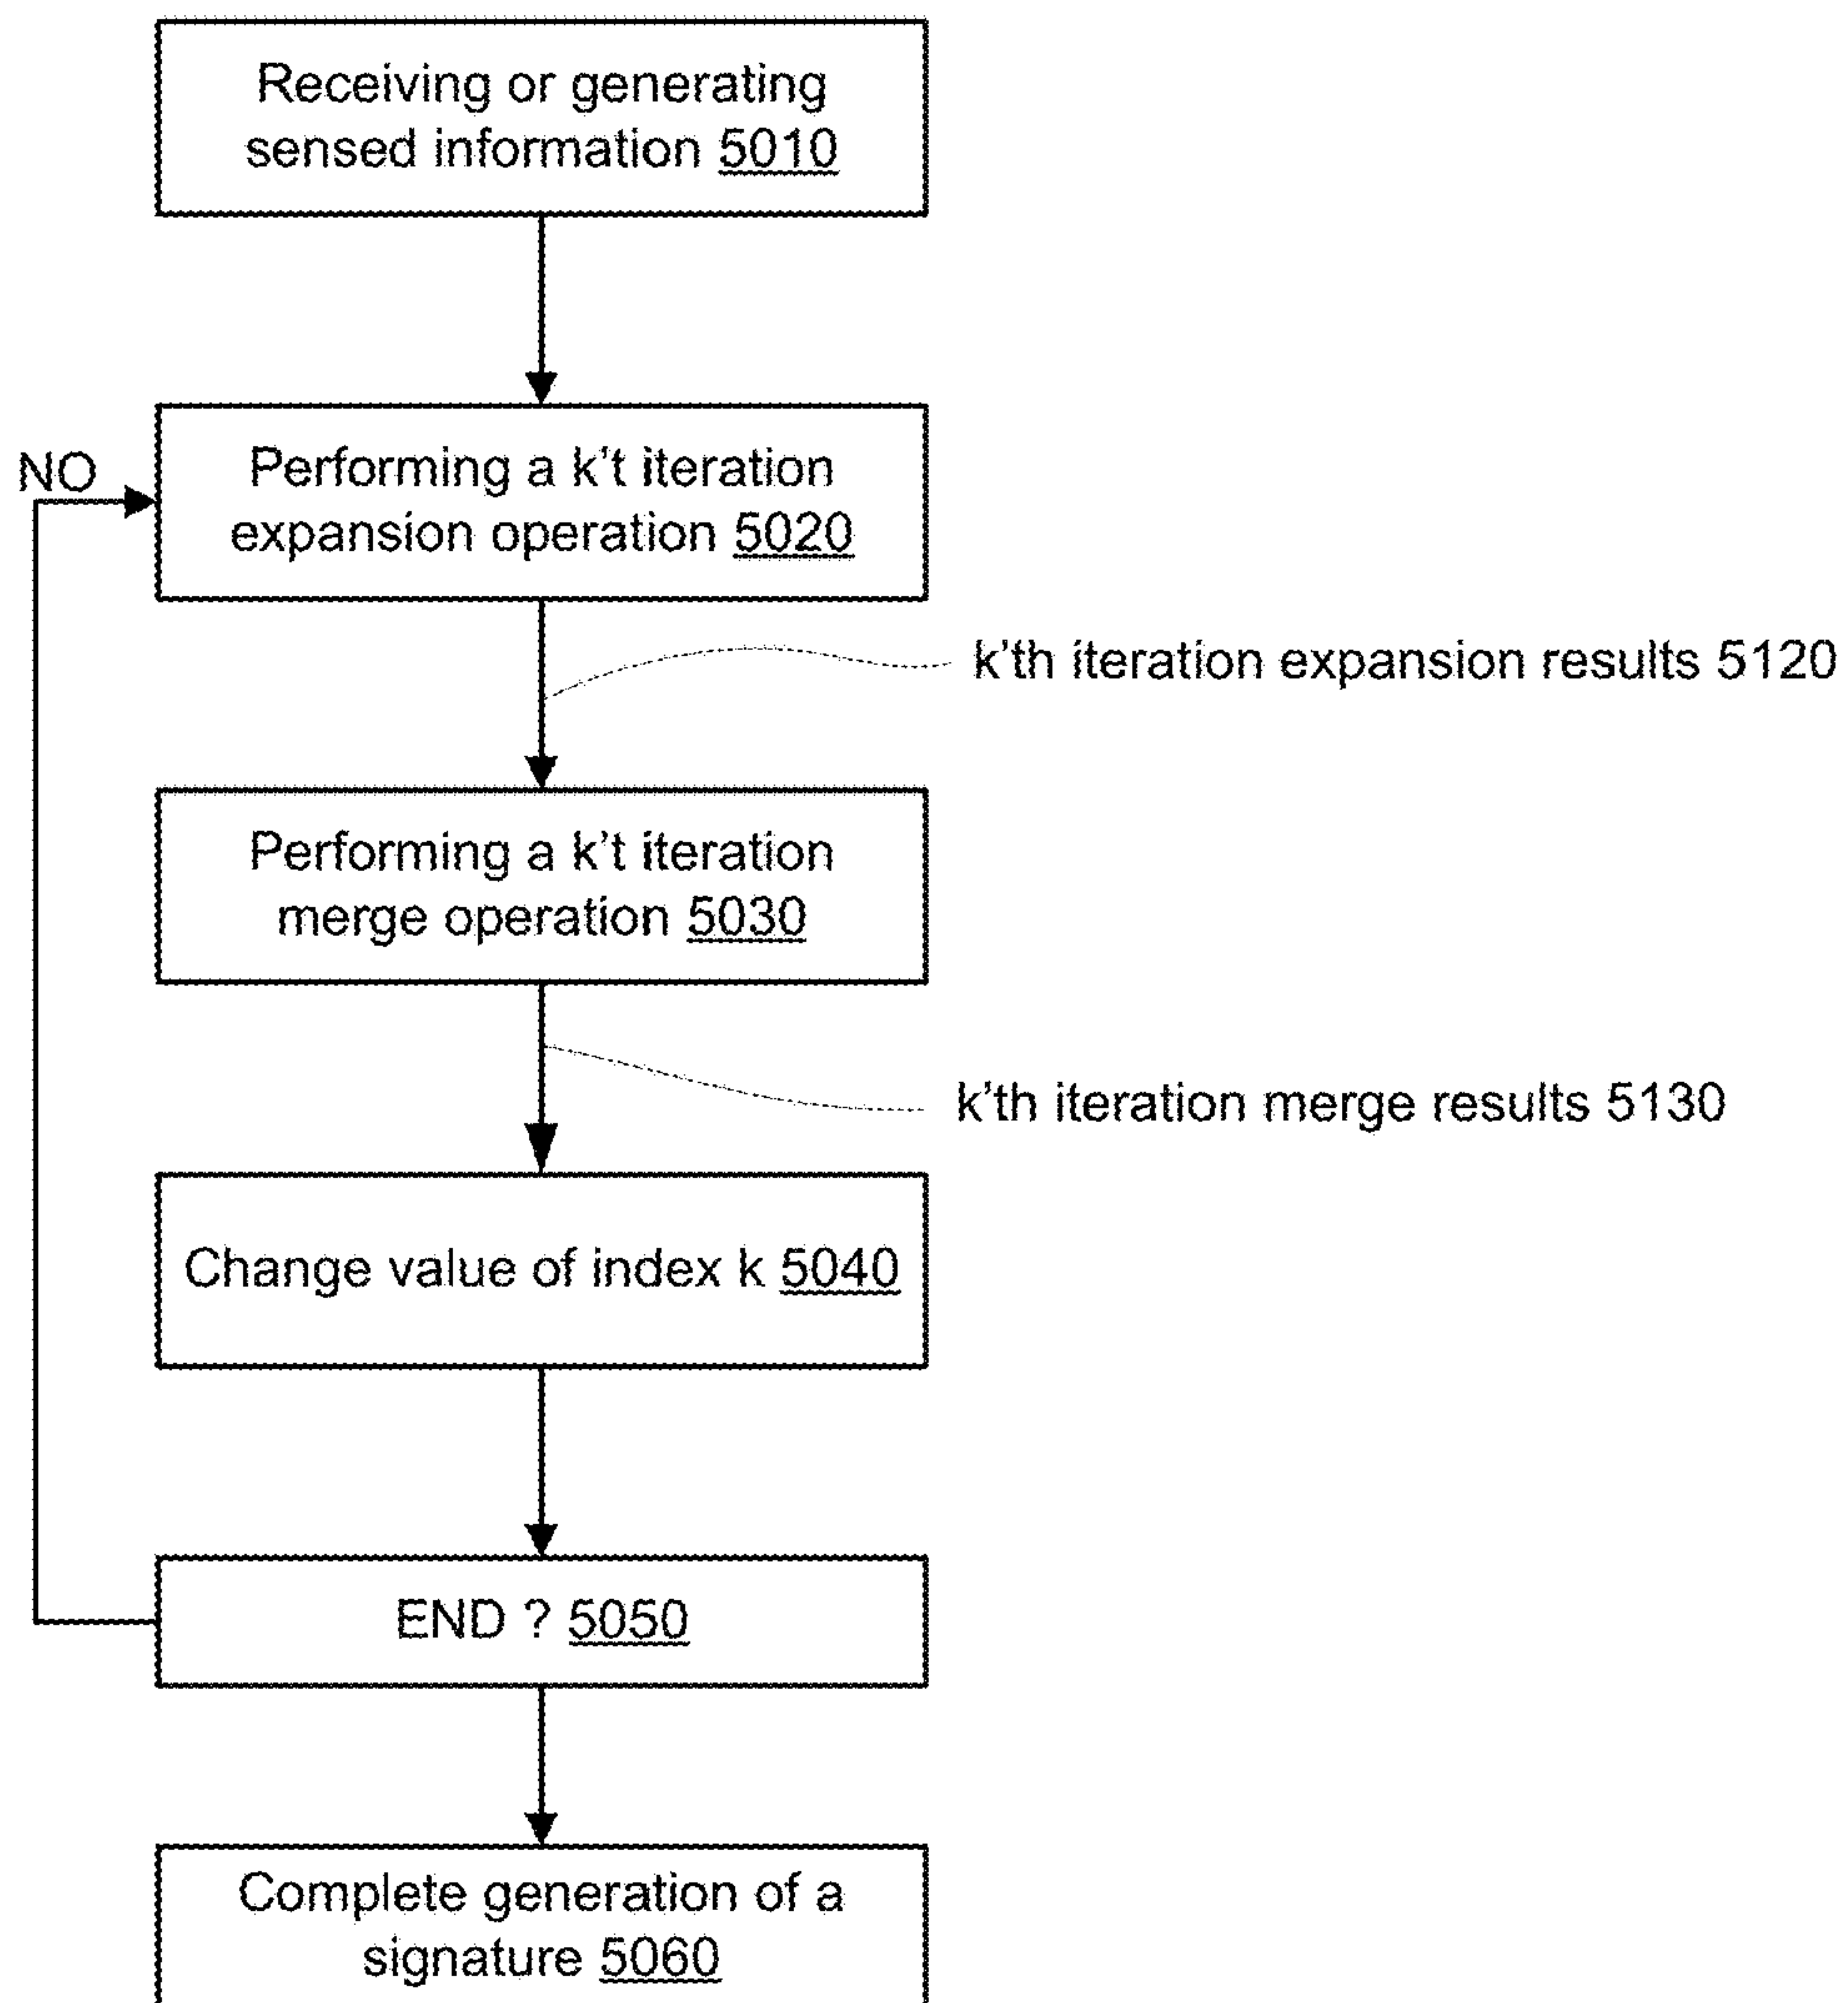 Receiving or generating
sensed information 5010
NO
Performing a k't iteration
expansion operation 5020
k'th iteration expansion results 5120
Performing a k't iteration
merge operation 5030
k'th iteration merge results 5130
Change value of index k 5040
END ? 5050
Complete generation of a
signature 5060